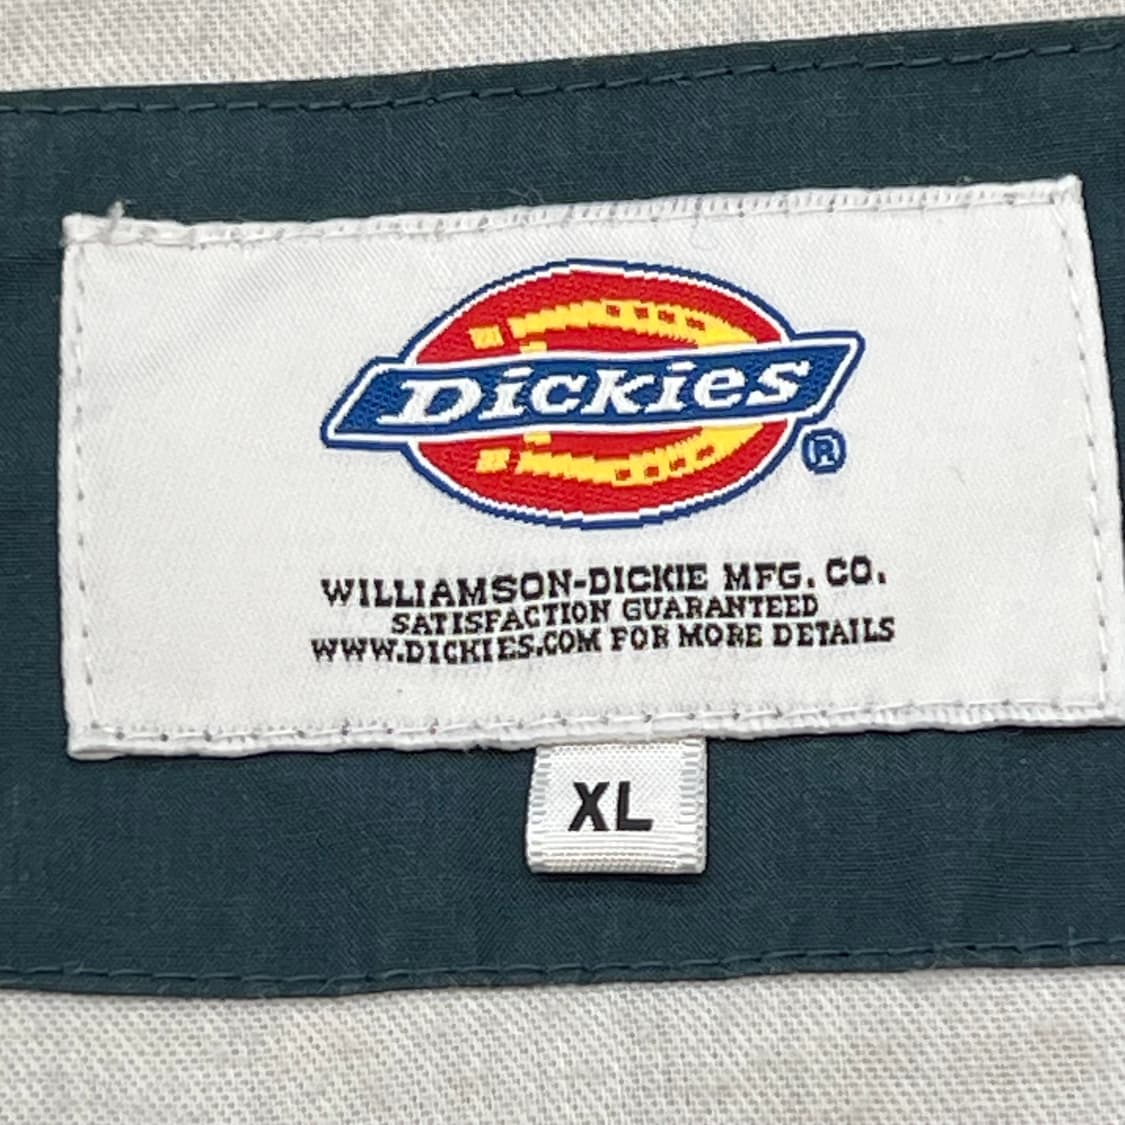 Dickies
®
WILLIAMSON-DICKIE MFG. CO.
SATISFACTION GUARANTEED
WWW.DICKIES.COM FOR MORE DETAILS
XL